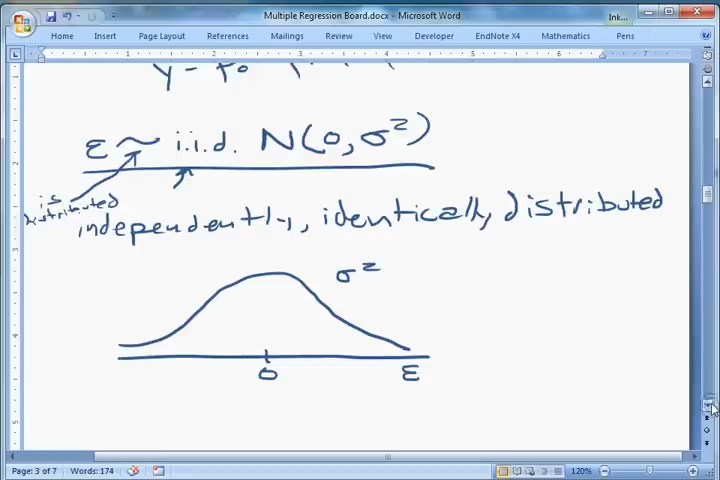 Multiple Regression Board.docx - Microsoft Word
Ink...
Home Insert Page Layout References Mailings Review View Developer EndNote X4 Mathematics Pens
ε ~ i.i.d. N(0, σ²)
is
distributed
independently, identically, distributed
σ²
0 ε
Page: 3 of 7 Words: 174 120%